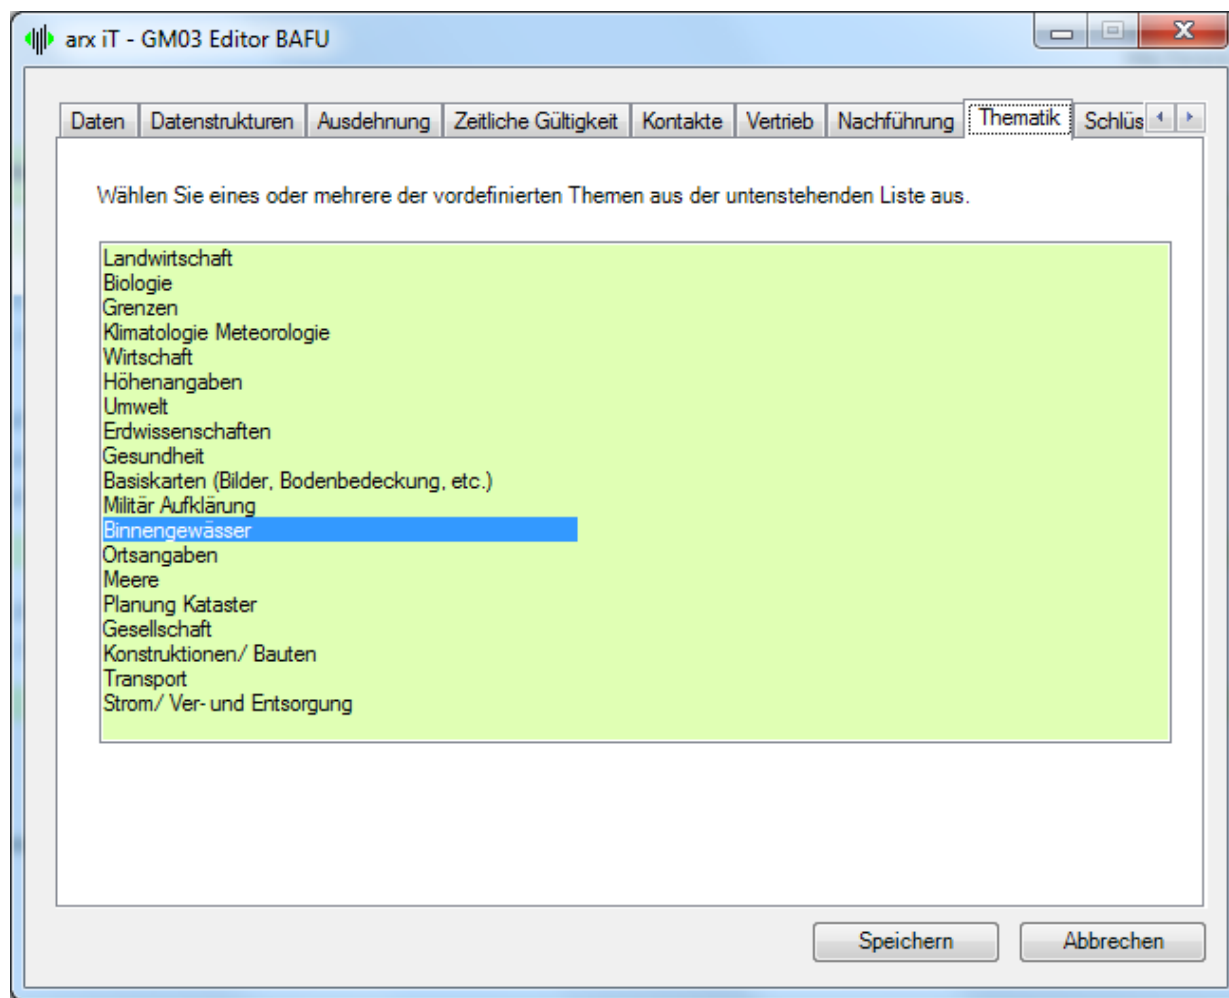 arx iT - GM03 Editor BAFU
Daten Datenstrukturen Ausdehnung Zeitliche Gültigkeit Kontakte Vertrieb Nachführung Thematik Schlüs
Wählen Sie eines oder mehrere der vordefinierten Themen aus der untenstehenden Liste aus.
Landwirtschaft
Biologie
Grenzen
Klimatologie Meteorologie
Wirtschaft
Höhenangaben
Umwelt
Erdwissenschaften
Gesundheit
Basiskarten (Bilder, Bodenbedeckung, etc.)
Militär Aufklärung
Binnengewässer
Ortsangaben
Meere
Planung Kataster
Gesellschaft
Konstruktionen/ Bauten
Transport
Strom/ Ver- und Entsorgung
Speichern Abbrechen